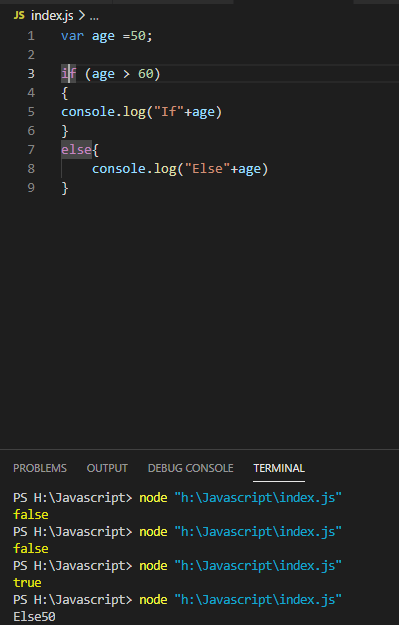 JS index.js > ...
1 var age =50;
2
3 if (age > 60)
4 {
5 console.log("If"+age)
6 }
7 else{
8     console.log("Else"+age)
9 }
PROBLEMS OUTPUT DEBUG CONSOLE TERMINAL
PS H:\Javascript> node "h:\Javascript\index.js"
false
PS H:\Javascript> node "h:\Javascript\index.js"
false
PS H:\Javascript> node "h:\Javascript\index.js"
true
PS H:\Javascript> node "h:\Javascript\index.js"
Else50